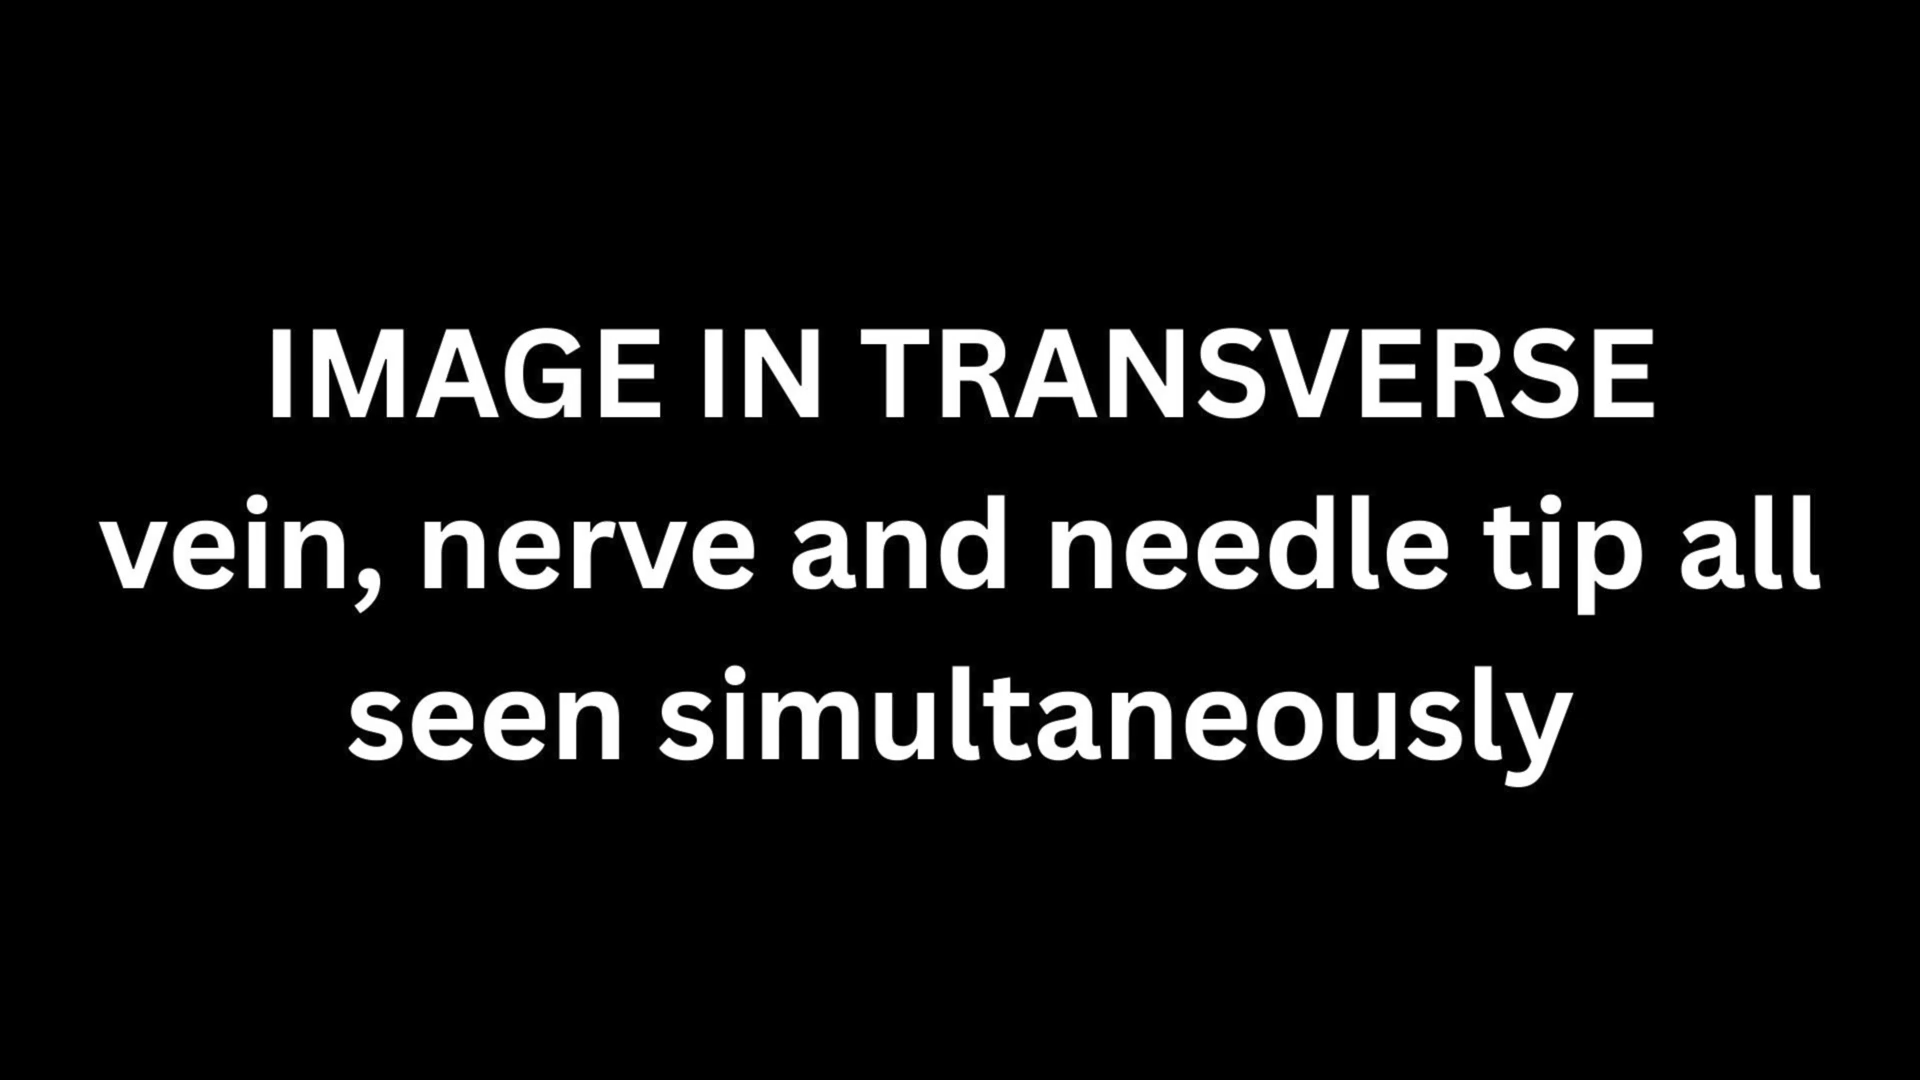 IMAGE IN TRANSVERSE
vein, nerve and needle tip all
seen simultaneously